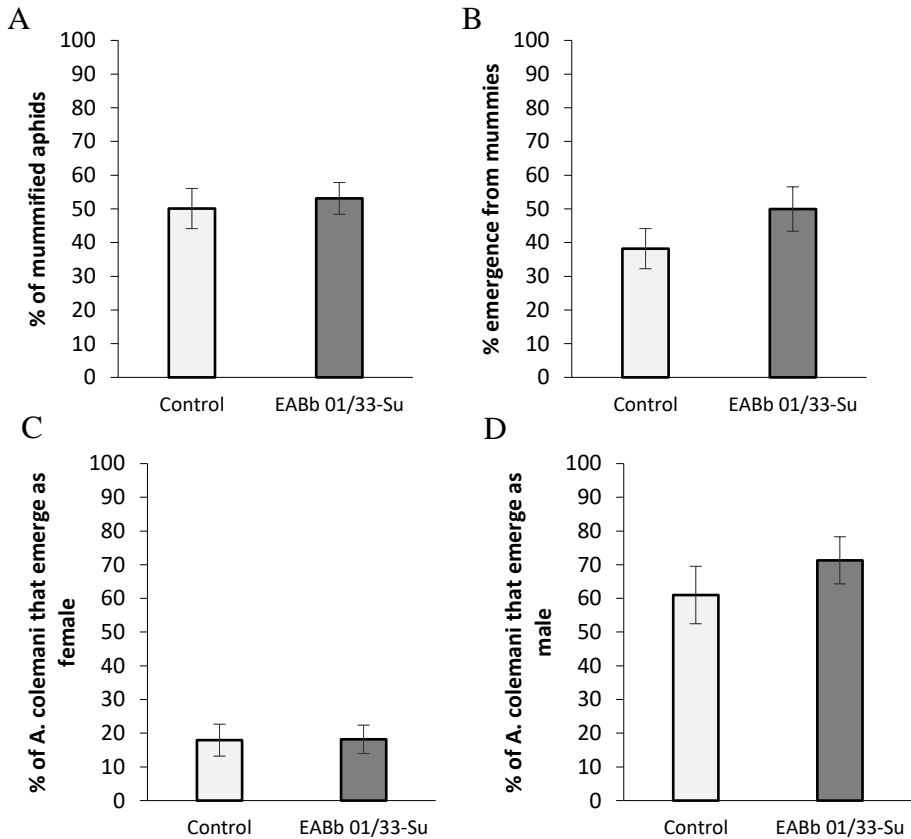 A
% of mummified aphids
100
90
80
70
60
50
40
30
20
10
0
Control
EABb 01/33-Su
B
% emergence from mummies
100
90
80
70
60
50
40
30
20
10
0
Control
EABb 01/33-Su
C
% of A. colemani that emerge as
female
100
90
80
70
60
50
40
30
20
10
0
Control
EABb 01/33-Su
D
% of A. colemani that emerge as
male
100
90
80
70
60
50
40
30
20
10
0
Control
EABb 01/33-Su